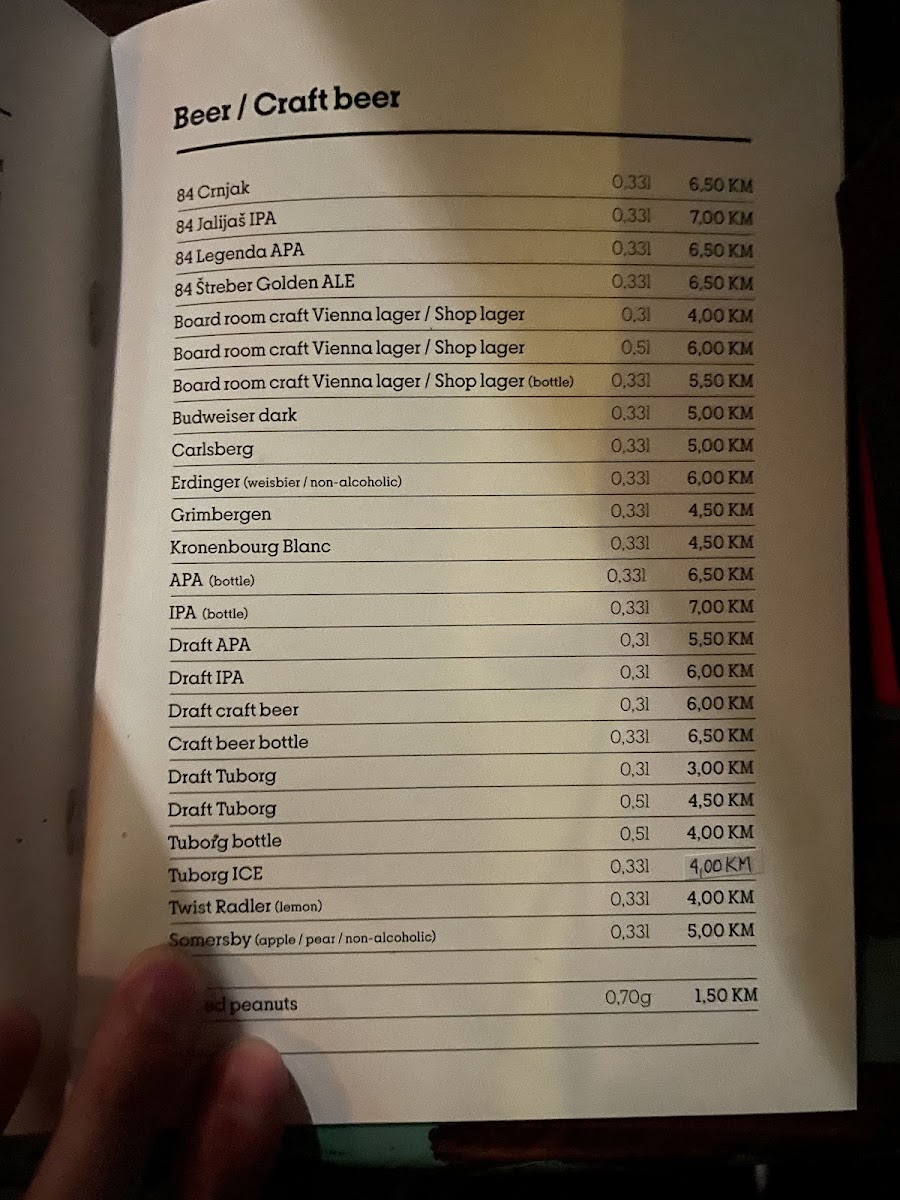 Beer / Craft beer
84 Crnjak 0,33l 6,50 KM
84 Jalijaš IPA 0,33l 7,00 KM
84 Legenda APA 0,33l 6,50 KM
84 Štreber Golden ALE 0,33l 6,50 KM
Board room craft Vienna lager / Shop lager 0,3l 4,00 KM
Board room craft Vienna lager / Shop lager 0,5l 6,00 KM
Board room craft Vienna lager / Shop lager (bottle) 0,33l 5,50 KM
Budweiser dark 0,33l 5,00 KM
Carlsberg 0,33l 5,00 KM
Erdinger (weisbier / non-alcoholic) 0,33l 6,00 KM
Grimbergen 0,33l 4,50 KM
Kronenbourg Blanc 0,33l 4,50 KM
APA (bottle) 0,33l 6,50 KM
IPA (bottle) 0,33l 7,00 KM
Draft APA 0,3l 5,50 KM
Draft IPA 0,3l 6,00 KM
Draft craft beer 0,3l 6,00 KM
Craft beer bottle 0,33l 6,50 KM
Draft Tuborg 0,3l 3,00 KM
Draft Tuborg 0,5l 4,50 KM
Tuborg bottle 0,5l 4,00 KM
Tuborg ICE 0,33l 4,00 KM
Twist Radler (lemon) 0,33l 4,00 KM
Somersby (apple / pear / non-alcoholic) 0,33l 5,00 KM
peanuts 0,70g 1,50 KM